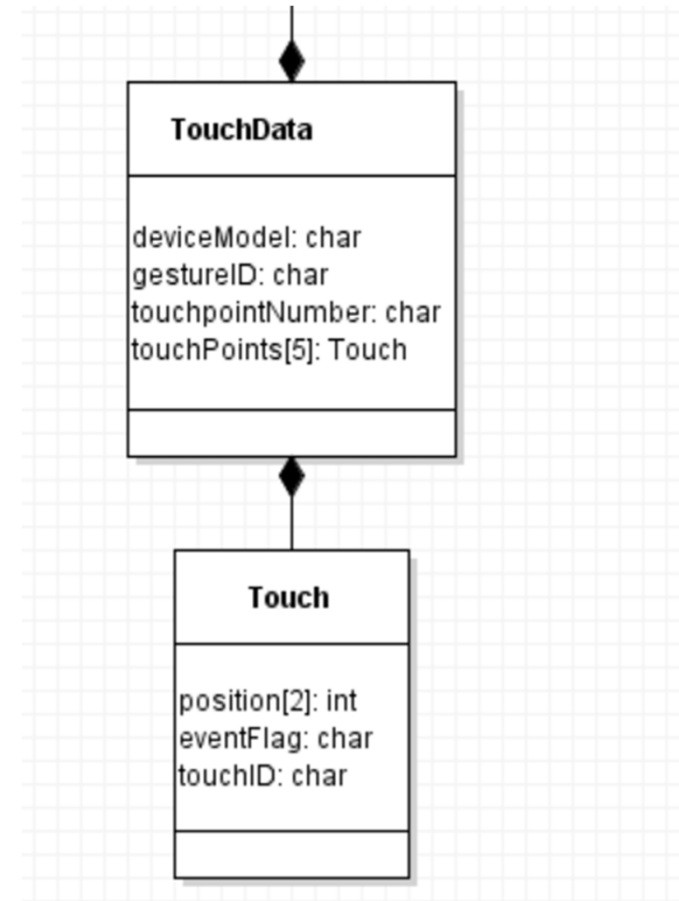 TouchData
deviceModel: char
gestureID: char
touchpointNumber: char
touchPoints[5]: Touch
Touch
position[2]: int
eventFlag: char
touchID: char